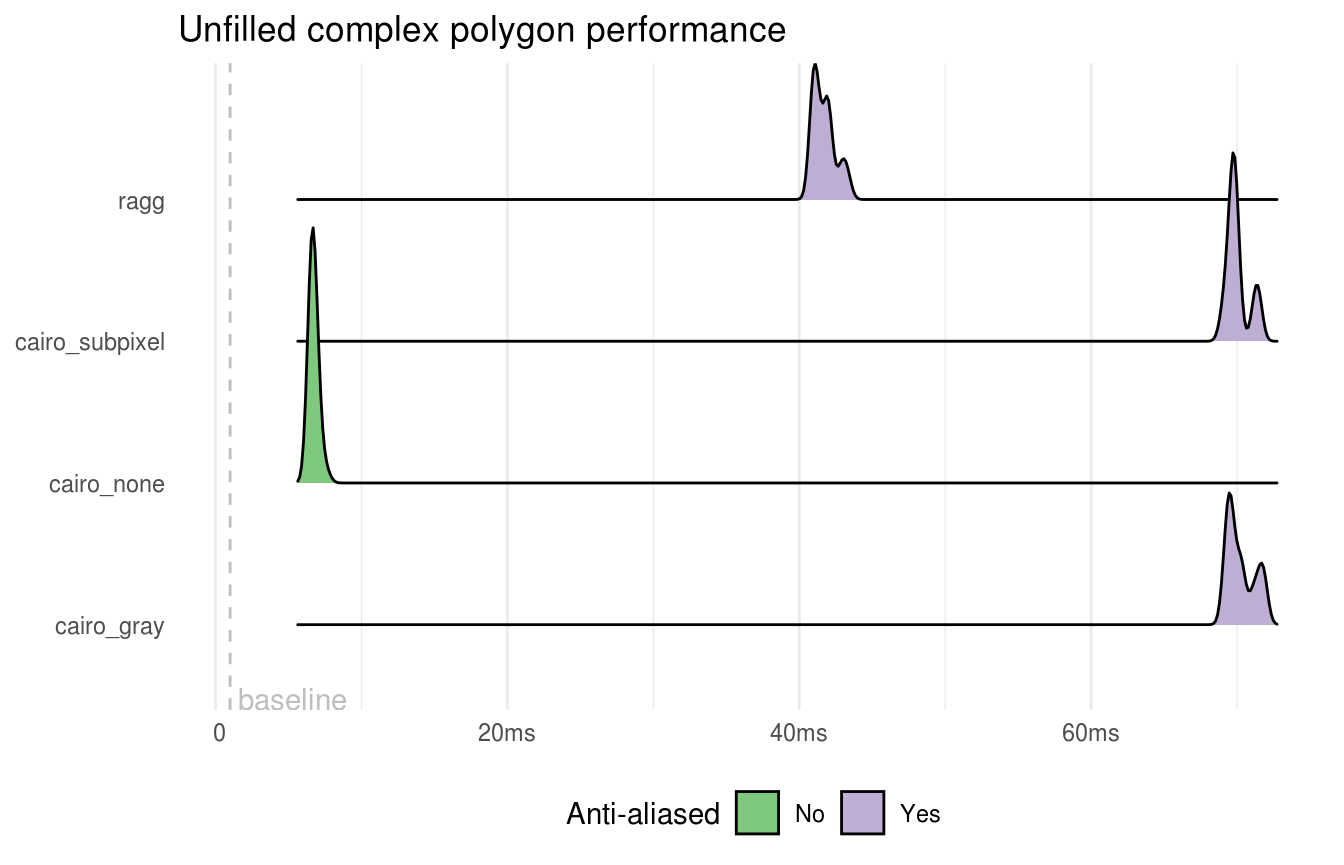 Unfilled complex polygon performance
ragg
cairo_subpixel
cairo_none
cairo_gray
baseline
0 20ms 40ms 60ms
Anti-aliased No Yes